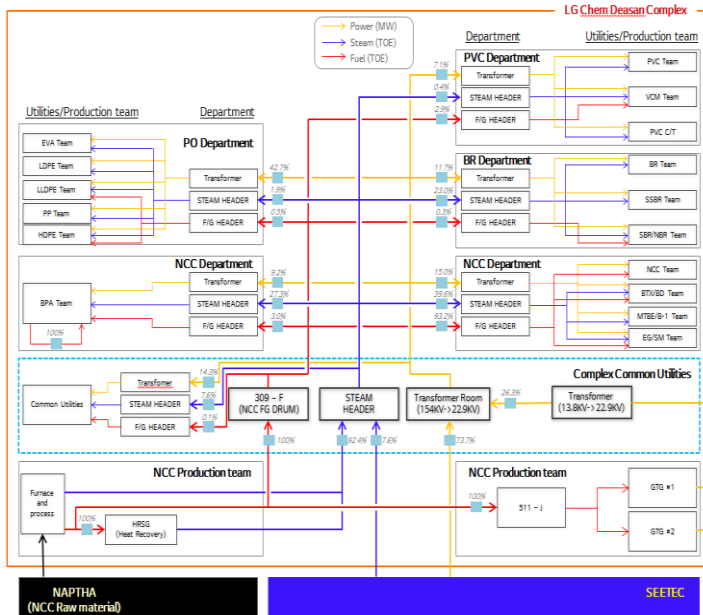 LG Chem Deasan Complex
Power (MW)
Steam (TOE)
Fuel (TOE)
Department
Utilities/Production team
PVC Department
7.1%
Transformer
0.4%
STEAM HEADER
2.9%
F/G HEADER
PVC Team
VCM Team
PVC C/T
Utilities/Production team
Department
PO Department
EVA Team
LDPE Team
LLDPE Team
PP Team
HDPE Team
Transformer
STEAM HEADER
F/G HEADER
42.7%
1.9%
0.5%
BR Department
11.7%
23.0%
0.3%
Transformer
STEAM HEADER
F/G HEADER
BR Team
SSBR Team
SBR/NBR Team
NCC Department
BPA Team
100%
Transformer
STEAM HEADER
F/G HEADER
9.2%
27.3%
3.0%
NCC Department
15.0%
39.6%
93.2%
Transformer
STEAM HEADER
F/G HEADER
NCC Team
BTX/BD Team
MTBE/B-1 Team
EG/SM Team
Complex Common Utilities
Common Utilities
Transfomer
STEAM HEADER
F/G HEADER
14.3%
7.6%
0.1%
309 – F
(NCC FG DRUM)
STEAM
HEADER
Transformer Room
(154KV->22.9KV)
26.3%
Transformer
(13.8KV->22.9KV)
100%
92.4%
7.6%
73.7%
NCC Production team
Furnace
and
process
100%
HRSG
(Heat Recovery)
NCC Production team
100%
511 – J
GTG #1
GTG #2
NAPTHA
(NCC Raw material)
SEETEC